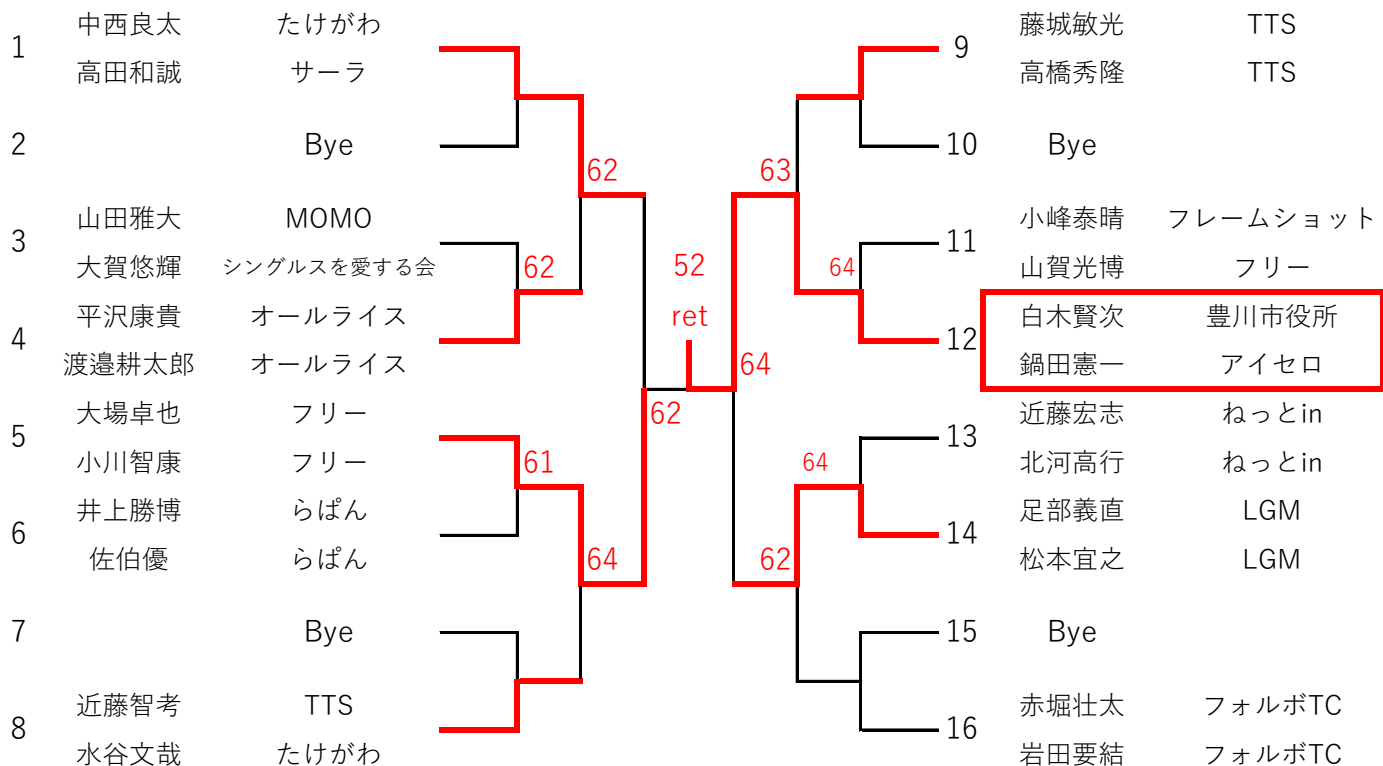 中西良太 たけがわ
1
高田和誠 サーラ
2 Bye
62
山田雅大 MOMO
3
大賀悠輝 シングルスを愛する会
62
平沢康貴 オールライス
4
渡邉耕太郎 オールライス
大場卓也 フリー
5
小川智康 フリー
61
井上勝博 らぱん
6
佐伯優 らぱん
64
7 Bye
近藤智考 TTS
8
水谷文哉 たけがわ
62
52
ret
64
藤城敏光 TTS
9
高橋秀隆 TTS
10 Bye
63
小峰泰晴 フレームショット
11
山賀光博 フリー
64
白木賢次 豊川市役所
12
鍋田憲一 アイセロ
近藤宏志 ねっとin
13
北河高行 ねっとin
64
足部義直 LGM
14
松本宜之 LGM
62
15 Bye
赤堀壮太 フォルボTC
16
岩田要結 フォルボTC